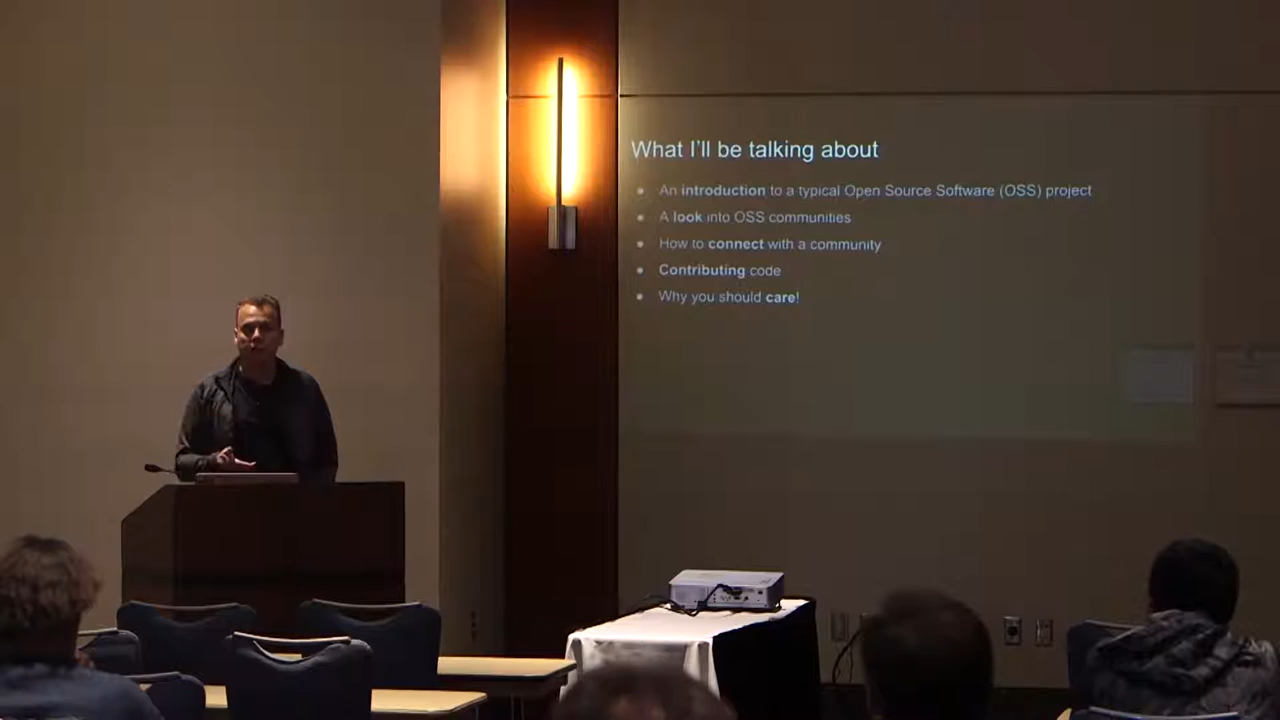 What I'll be talking about
An introduction to a typical Open Source Software (OSS) project
A look into OSS communities
How to connect with a community
Contributing code
Why you should care!